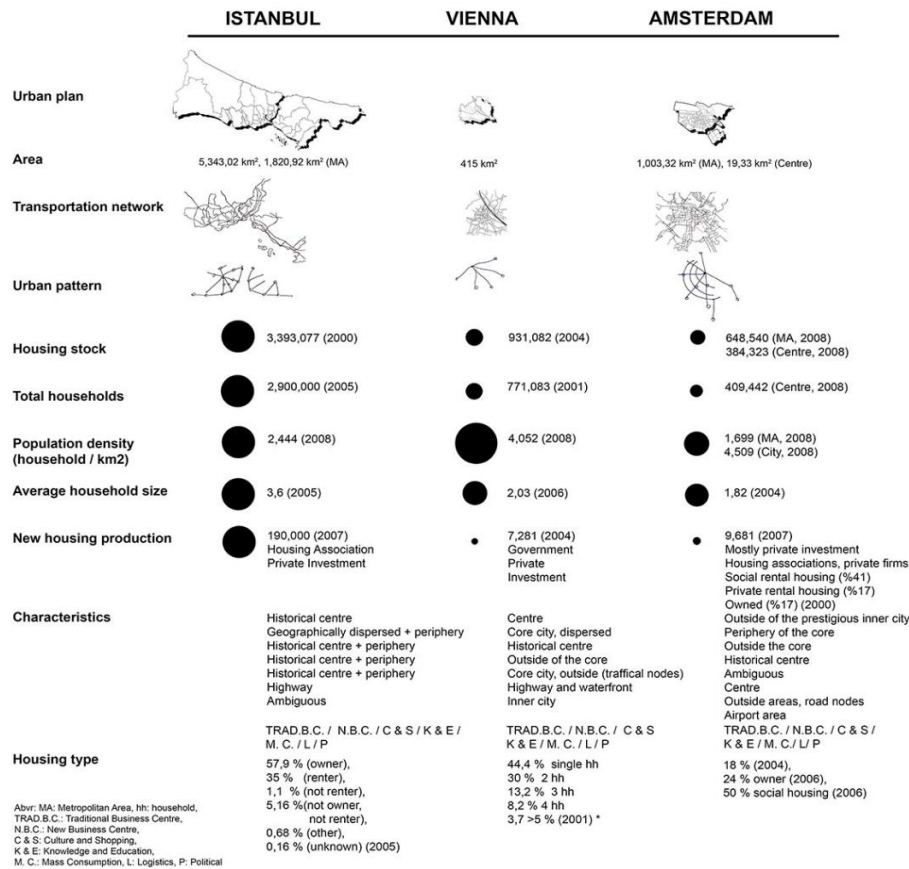 ISTANBUL VIENNA AMSTERDAM
Urban plan
Area 5,343,02 km², 1,820,92 km² (MA) 415 km² 1,003,32 km² (MA), 19,33 km² (Centre)
Transportation network
Urban pattern
Housing stock 3,393,077 (2000) 931,082 (2004) 648,540 (MA, 2008)
384,323 (Centre, 2008)
Total households 2,900,000 (2005) 771,083 (2001) 409,442 (Centre, 2008)
Population density 2,444 (2008) 4,052 (2008) 1,699 (MA, 2008)
(household / km2) 4,509 (City, 2008)
Average household size 3,6 (2005) 2,03 (2006) 1,82 (2004)
New housing production 190,000 (2007) 7,281 (2004) 9,681 (2007)
Housing Association Government Mostly private investment
Private Investment Private Housing associations, private firms
Investment Social rental housing (%41)
Private rental housing (%17)
Owned (%17) (2000)
Characteristics Historical centre Centre Outside of the prestigious inner city
Geographically dispersed + periphery Core city, dispersed Periphery of the core
Historical centre + periphery Historical centre Outside the core
Historical centre + periphery Outside of the core Historical centre
Historical centre + periphery Core city, outside (traffical nodes) Ambiguous
Highway Highway and waterfront Centre
Ambiguous Inner city Outside areas, road nodes
Airport area
TRAD.B.C. / N.B.C. / C & S / K & E / TRAD.B.C. / N.B.C. / C & S TRAD.B.C. / N.B.C. / C & S /
M. C. / L / P K & E / M.C. / L / P K & E / M.C. / L/ P
Housing type 57,9 % (owner), 44,4 % single hh 18 % (2004),
35 % (renter), 30 % 2 hh 24 % owner (2006),
1,1 % (not renter), 13,2 % 3 hh 50 % social housing (2006)
5,16 %(not owner, 8,2 % 4 hh
not renter), 3,7 >5 % (2001) *
0,68 % (other),
0,16 % (unknown) (2005)
Abvr: MA: Metropolitan Area, hh: household,
TRAD.B.C.: Traditional Business Centre,
N.B.C.: New Business Centre,
C & S: Culture and Shopping,
K & E: Knowledge and Education,
M. C.: Mass Consumption, L: Logistics, P: Political